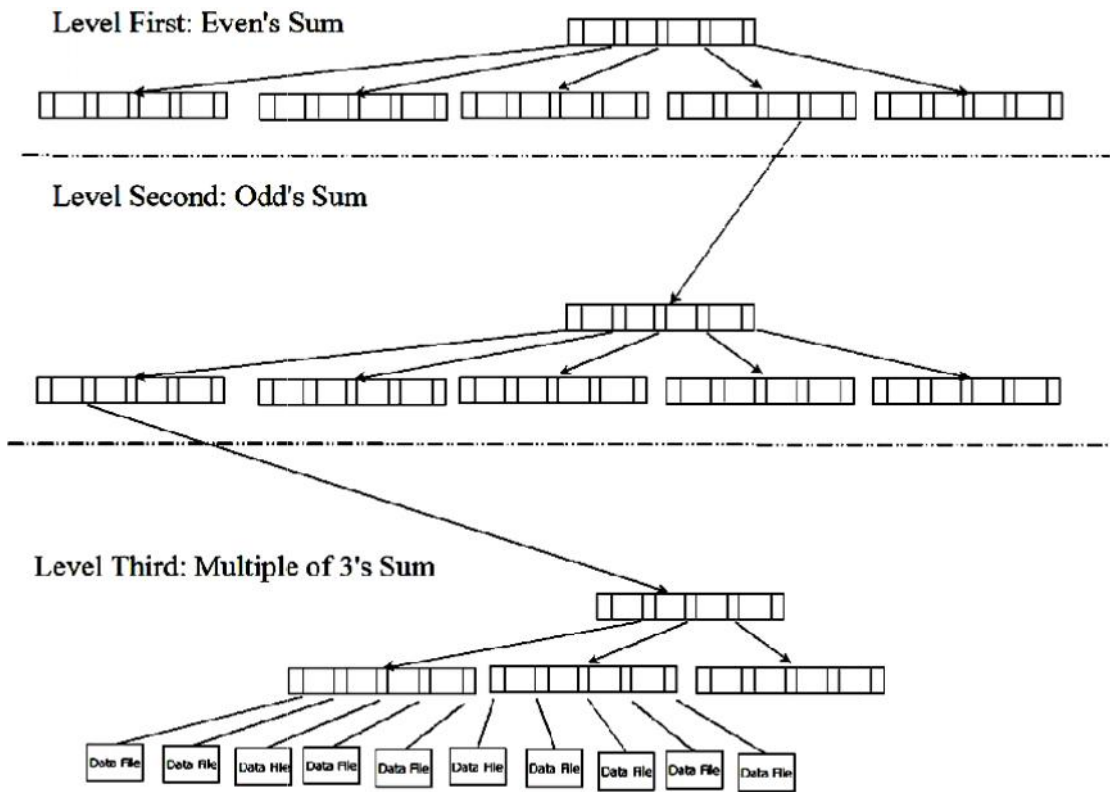 Level First: Even's Sum
Level Second: Odd's Sum
Level Third: Multiple of 3's Sum
Data File
Data File
Data File
Data File
Data File
Data File
Data File
Data File
Data File
Data File